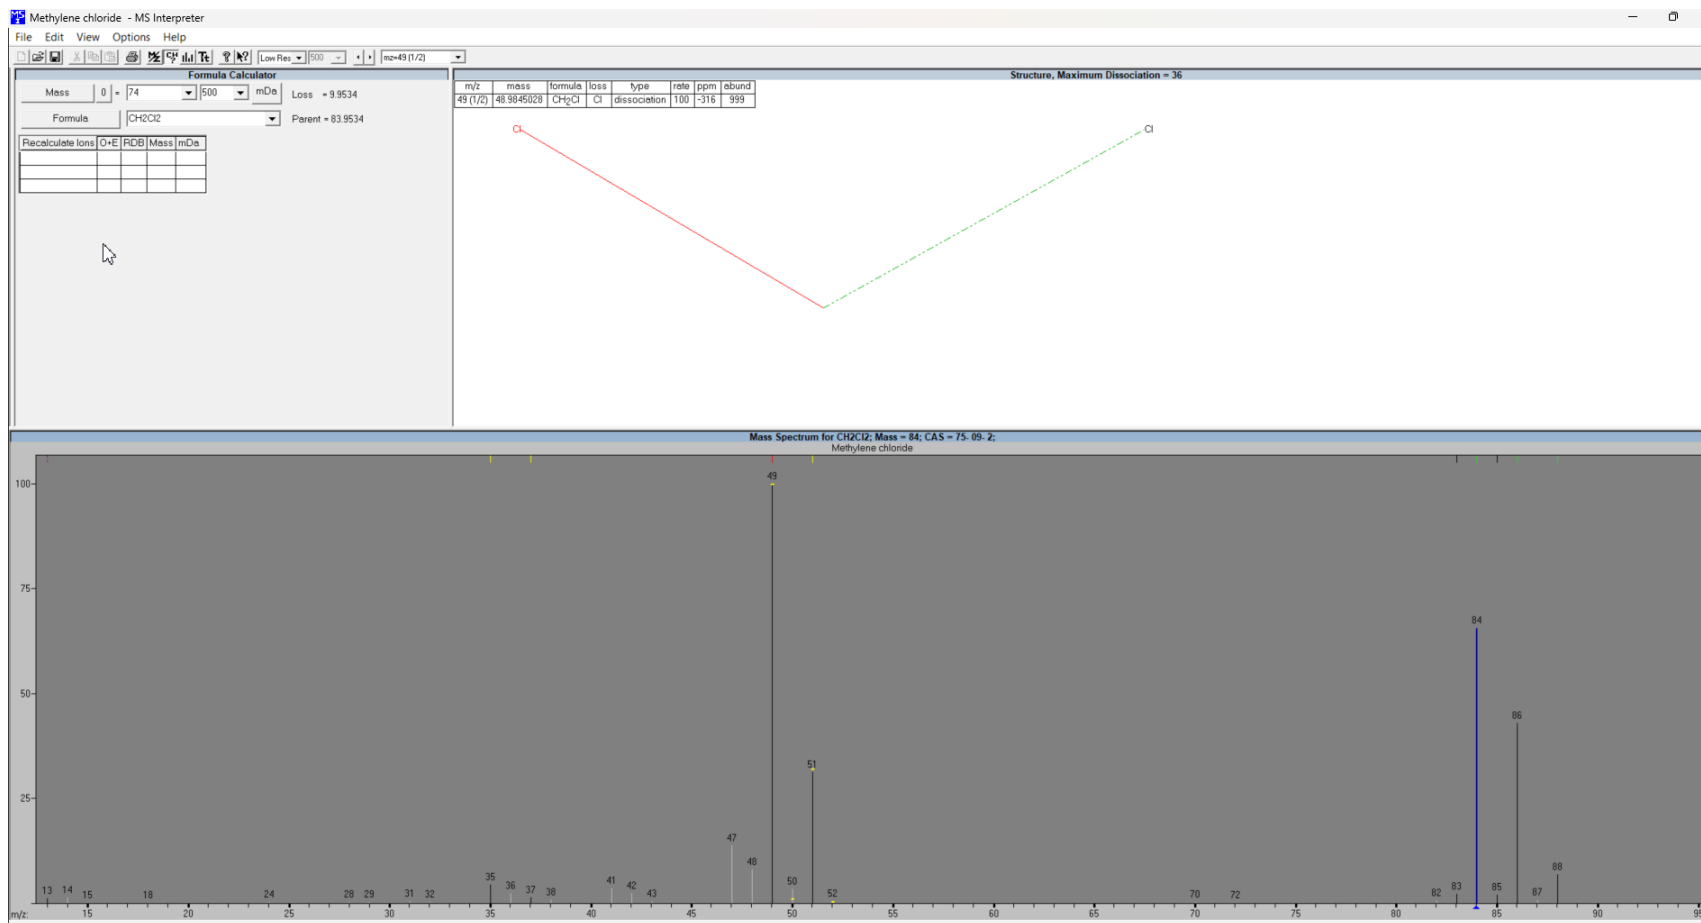 Methylene chloride - MS Interpreter
File Edit View Options Help
Low Res 500 mz=49 (1/2)
Formula Calculator
Mass 0 = 74 500 mDa Loss = 9.9534
Formula CH2Cl2 Parent = 83.9534
Recalculate Ions O+E RDB Mass mDa
Structure, Maximum Dissociation = 36
m/z mass formula loss type rate ppm abund
49 (1/2) 48.9845028 CH2Cl Cl dissociation 100 -316 999
Cl Cl
Mass Spectrum for CH2Cl2; Mass = 84; CAS = 75- 09- 2;
Methylene chloride
49
100
75
84
50
86
51
25
47
48
88
35
41
50
13 14 15 18 24 28 29 31 32 36 37 38 42 43 52 70 72 82 83 85 87
m/z: 15 20 25 30 35 40 45 50 55 60 65 70 75 80 85 90